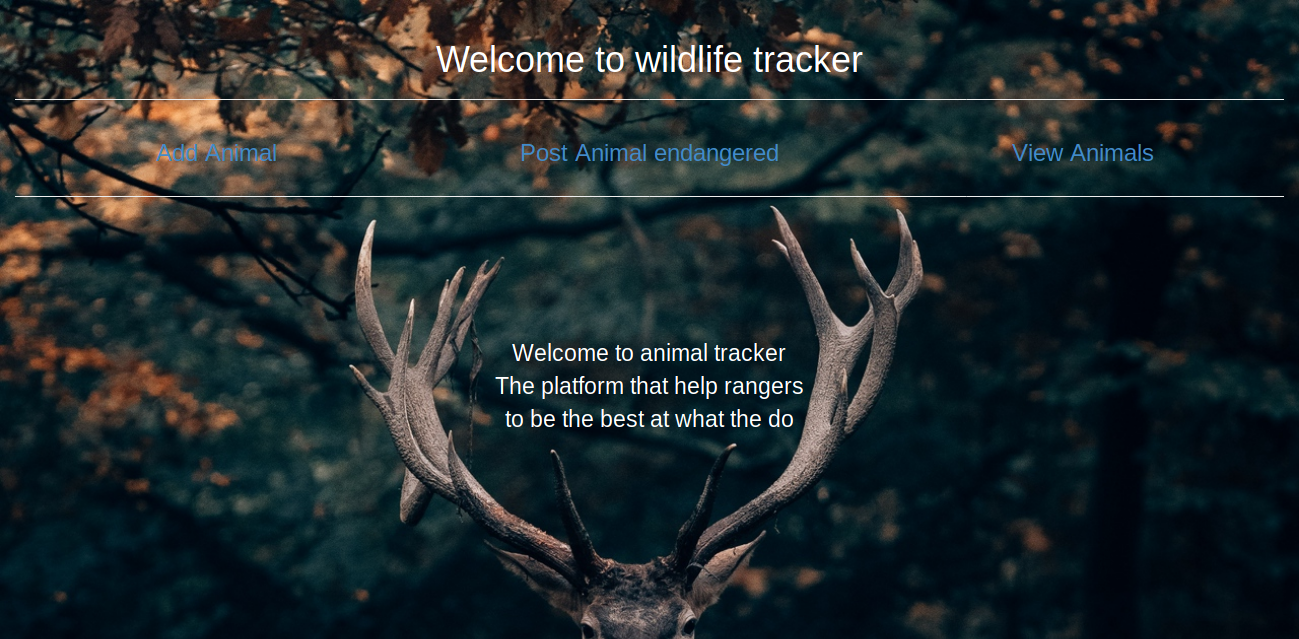 Welcome to wildlife tracker
Add Animal
Post Animal endangered
View Animals
Welcome to animal tracker
The platform that help rangers
to be the best at what the do